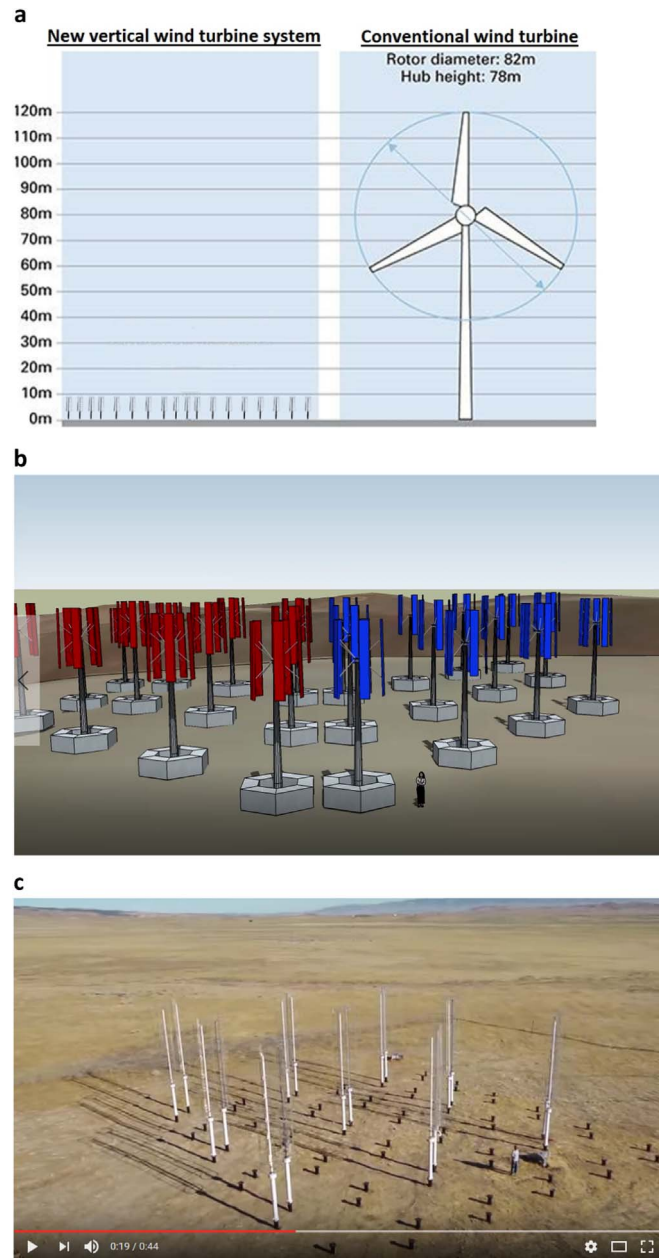 a
New vertical wind turbine system
Conventional wind turbine
Rotor diameter: 82m
Hub height: 78m
120m
110m
100m
90m
80m
70m
60m
50m
40m
30m
20m
10m
0m
b
c
0:19 / 0:44